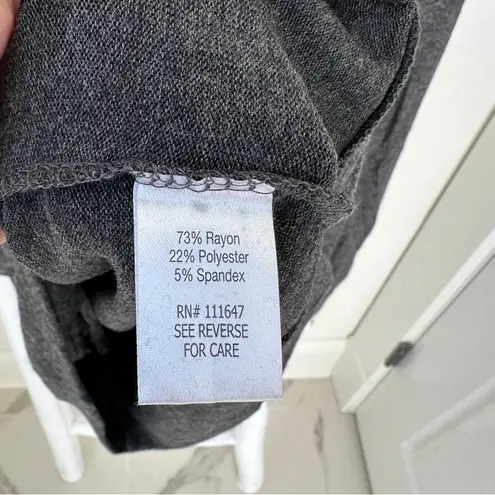 73% Rayon
22% Polyester
5% Spandex
RN# 111647
SEE REVERSE
FOR CARE